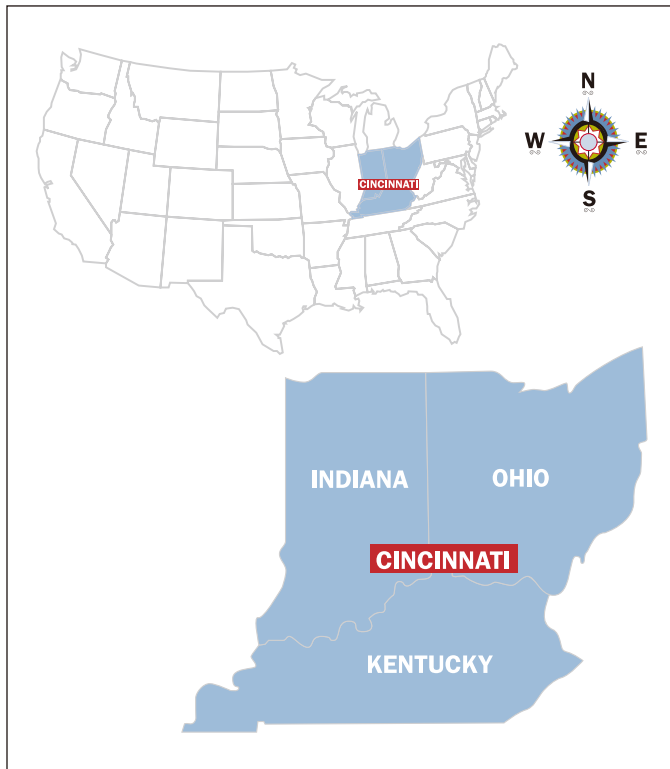 N
W E
S
CINCINNATI
INDIANA
OHIO
CINCINNATI
KENTUCKY